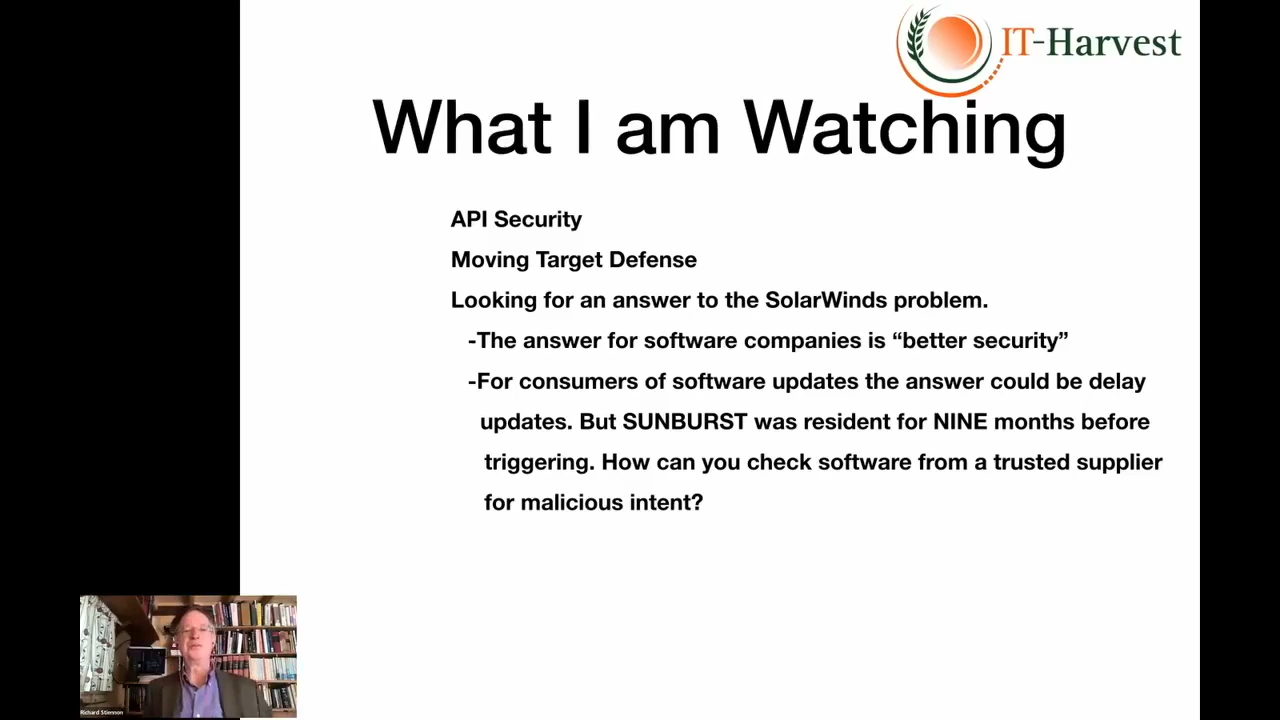 IT-Harvest
What I am Watching
API Security
Moving Target Defense
Looking for an answer to the SolarWinds problem.
-The answer for software companies is “better security”
-For consumers of software updates the answer could be delay
updates. But SUNBURST was resident for NINE months before
triggering. How can you check software from a trusted supplier
for malicious intent?
Richard Stiennon